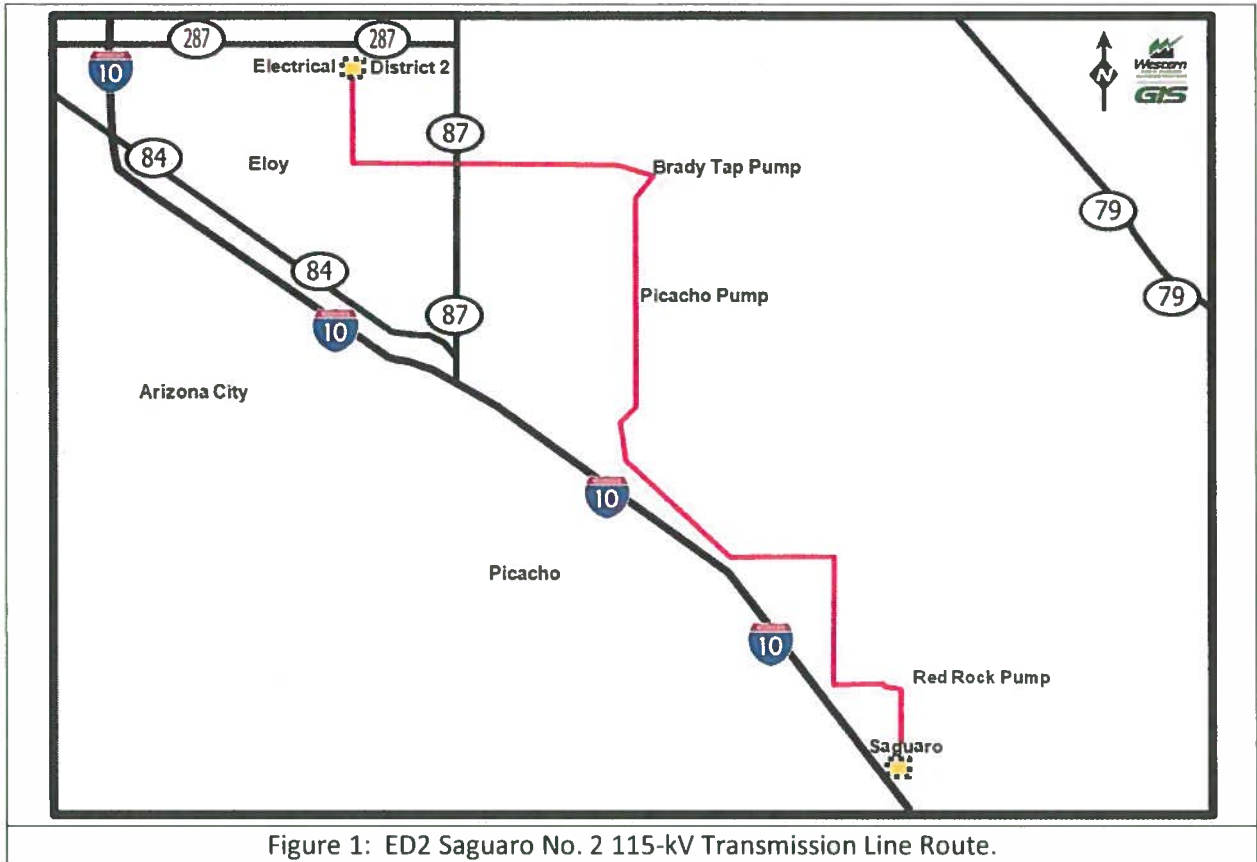 287
287
10
Electrical
District 2
N
Western
GIS
84
Eloy
87
Brady Tap Pump
79
84
Picacho Pump
79
87
10
Arizona City
10
Picacho
10
Red Rock Pump
Saguaro
Figure 1: ED2 Saguaro No. 2 115-kV Transmission Line Route.